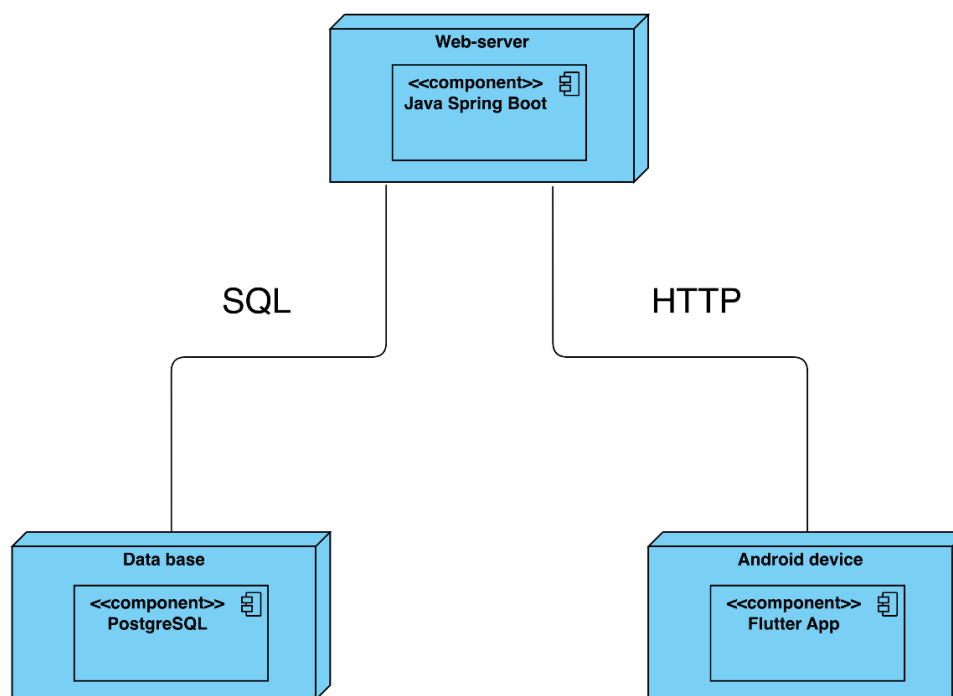 Web-server
<<component>>
Java Spring Boot
SQL
HTTP
Data base
<<component>>
PostgreSQL
Android device
<<component>>
Flutter App